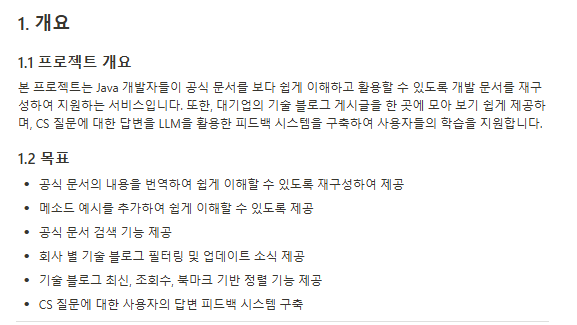 1. 개요
1.1 프로젝트 개요
본 프로젝트는 Java 개발자들이 공식 문서를 보다 쉽게 이해하고 활용할 수 있도록 개발 문서를 재구
성하여 지원하는 서비스입니다. 또한, 대기업의 기술 블로그 게시글을 한 곳에 모아 보기 쉽게 제공하
며, CS 질문에 대한 답변을 LLM을 활용한 피드백 시스템을 구축하여 사용자들의 학습을 지원합니다.
1.2 목표
• 공식 문서의 내용을 번역하여 쉽게 이해할 수 있도록 재구성하여 제공
• 메소드 예시를 추가하여 쉽게 이해할 수 있도록 제공
• 공식 문서 검색 기능 제공
• 회사 별 기술 블로그 필터링 및 업데이트 소식 제공
• 기술 블로그 최신, 조회수, 북마크 기반 정렬 기능 제공
• CS 질문에 대한 사용자의 답변 피드백 시스템 구축